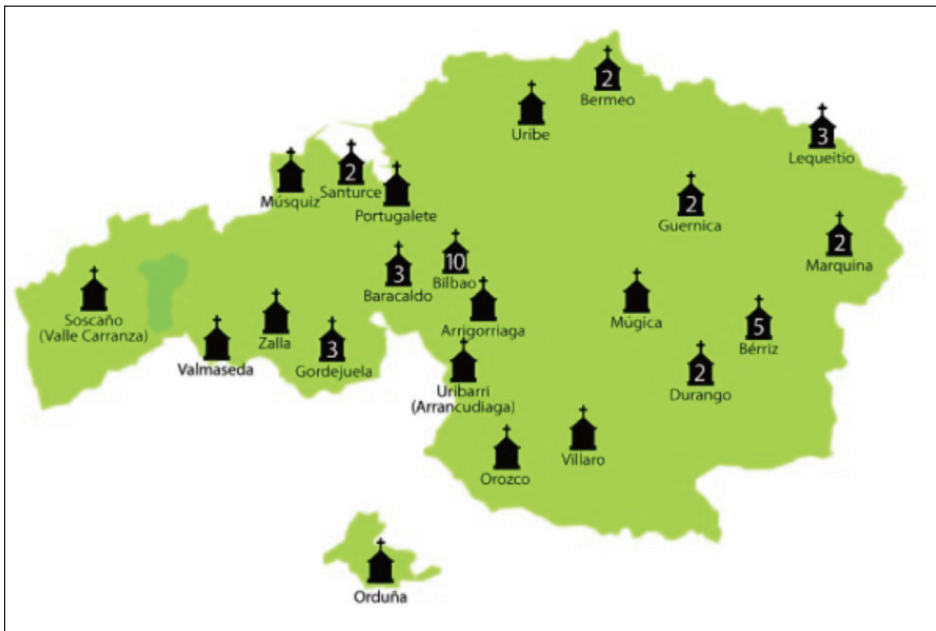 2
Bermeo
Uribe
3
Lequeitio
Músquiz
2
Santurce
Portugalete
2
Guernica
2
Marquina
3
Baracaldo
10
Bilbao
Soscaño
(Valle Carranza)
Valmaseda
Zalla
3
Gordejuela
Arrigorriaga
Múgica
5
Bérriz
Uribarri
(Arrancudiaga)
2
Durango
Orozco
Villaro
Orduña